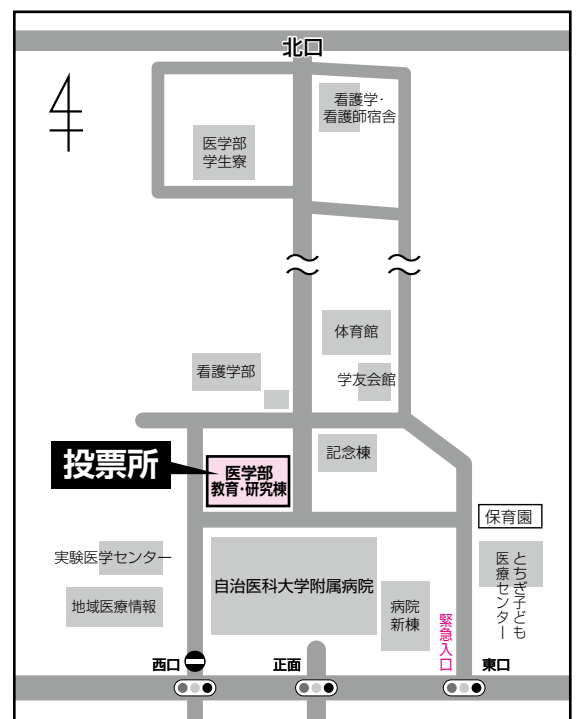 北口
看護学・
看護師宿舎
医学部
学生寮
体育館
看護学部
学友会館
投票所
医学部
教育・研究棟
記念棟
保育園
実験医学センター
とちぎ子ども
医療センター
自治医科大学附属病院
地域医療情報
病院
新棟
緊急入口
西口
正面
東口